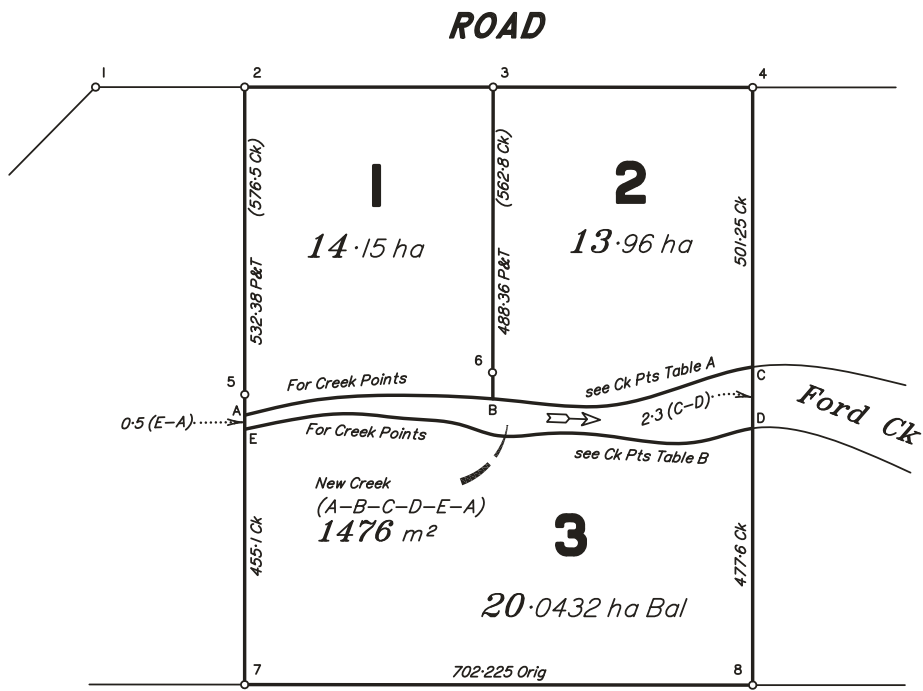 ROAD
1
2
3
4
(576·5 Ck)
532·38 P&T
1
14·15 ha
(562·8 Ck)
488·36 P&T
2
13·96 ha
501·25 Ck
5
6
For Creek Points
see Ck Pts Table A
A
B
C
0·5 (E–A)
2·3 (C–D)
Ford Ck
E
D
For Creek Points
see Ck Pts Table B
New Creek
(A–B–C–D–E–A)
1476 m²
455·1 Ck
3
20·0432 ha Bal
477·6 Ck
7
702·225 Orig
8